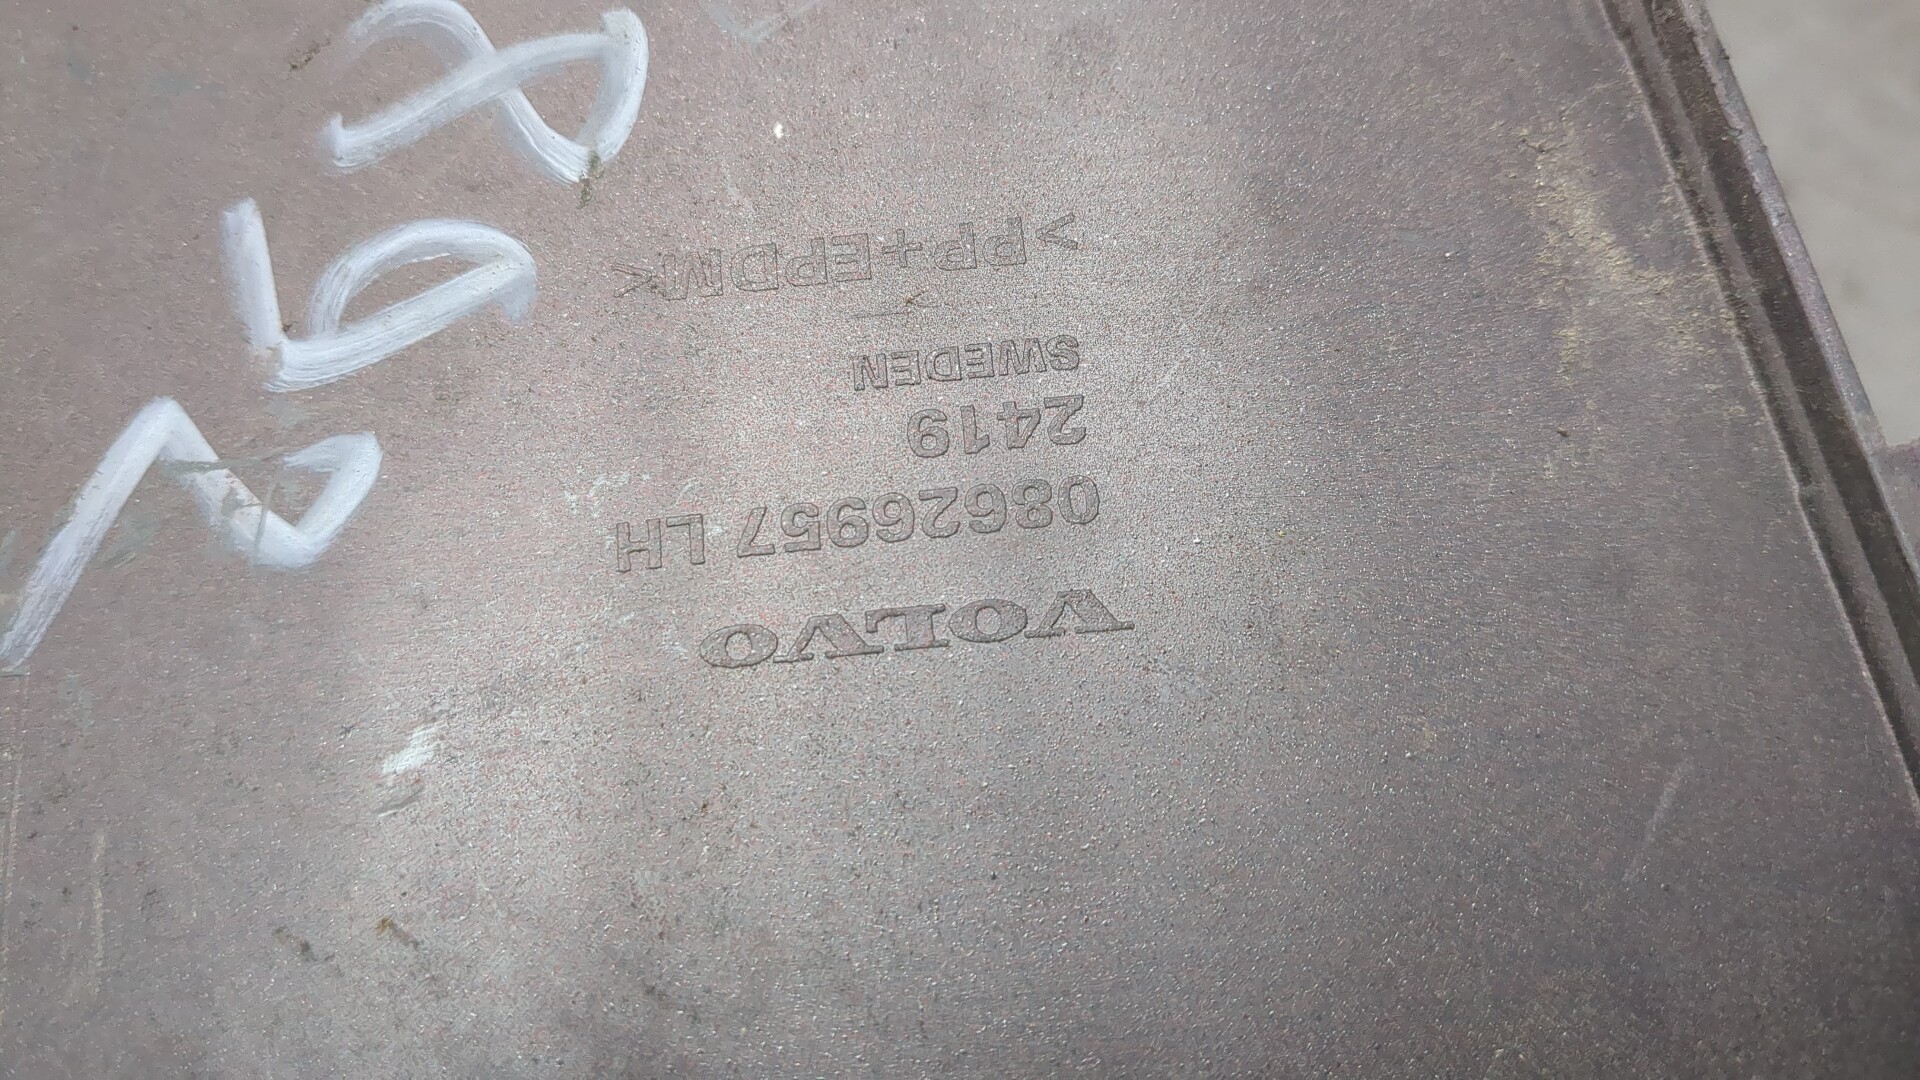 VOLVO
08626957 LH
2419
SWEDEN
>PP+EPDM<